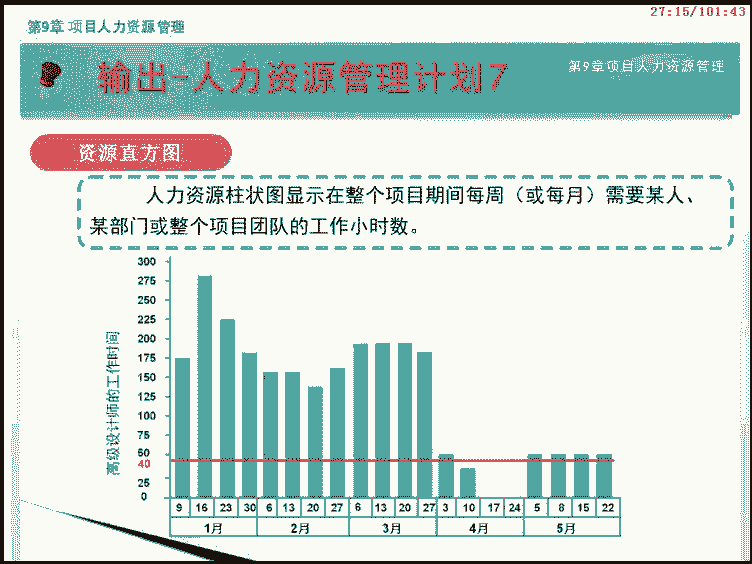 27:15/101:43
第9章 项目人力资源管理
输出-人力资源管理计划7
第9章项目人力资源管理
资源直方图
人力资源柱状图显示在整个项目期间每周（或每月）需要某人、
某部门或整个项目团队的工作小时数。
高级设计师的工作时间
300
275
250
225
200
175
150
125
100
75
50
40
25
0
9 16 23 30 6 13 20 27 6 13 20 27 3 10 17 24 5 8 15 22
1月 2月 3月 4月 5月